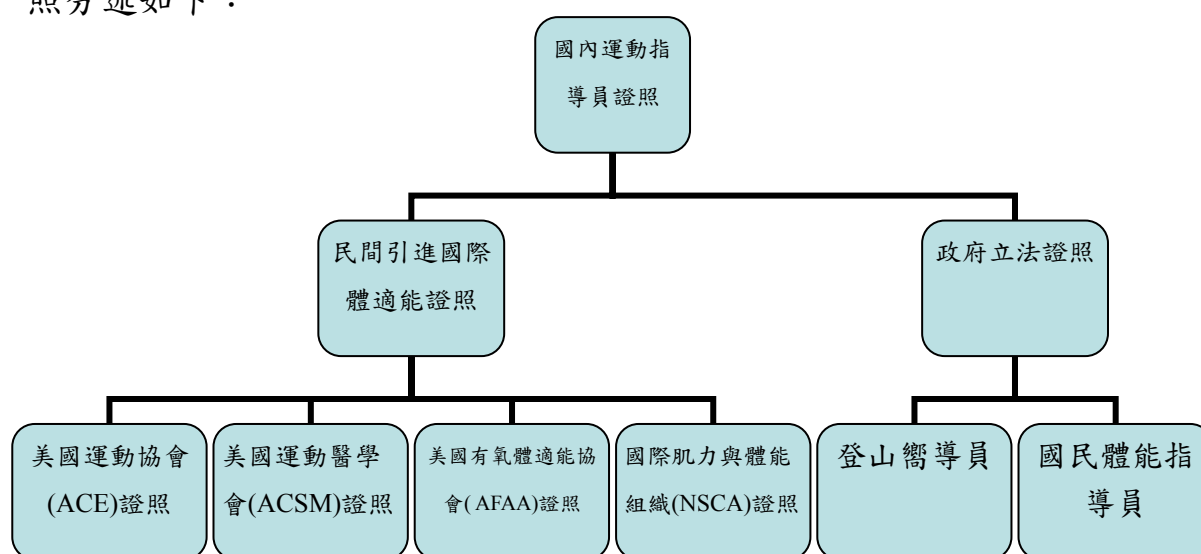 照分述如下：
國內運動指
導員證照
民間引進國際
體適能證照
政府立法證照
美國運動協會
(ACE)證照
美國運動醫學
會(ACSM)證照
美國有氧體適能協
會( AFAA)證照
國際肌力與體能
組織(NSCA)證照
登山嚮導員
國民體能指
導員